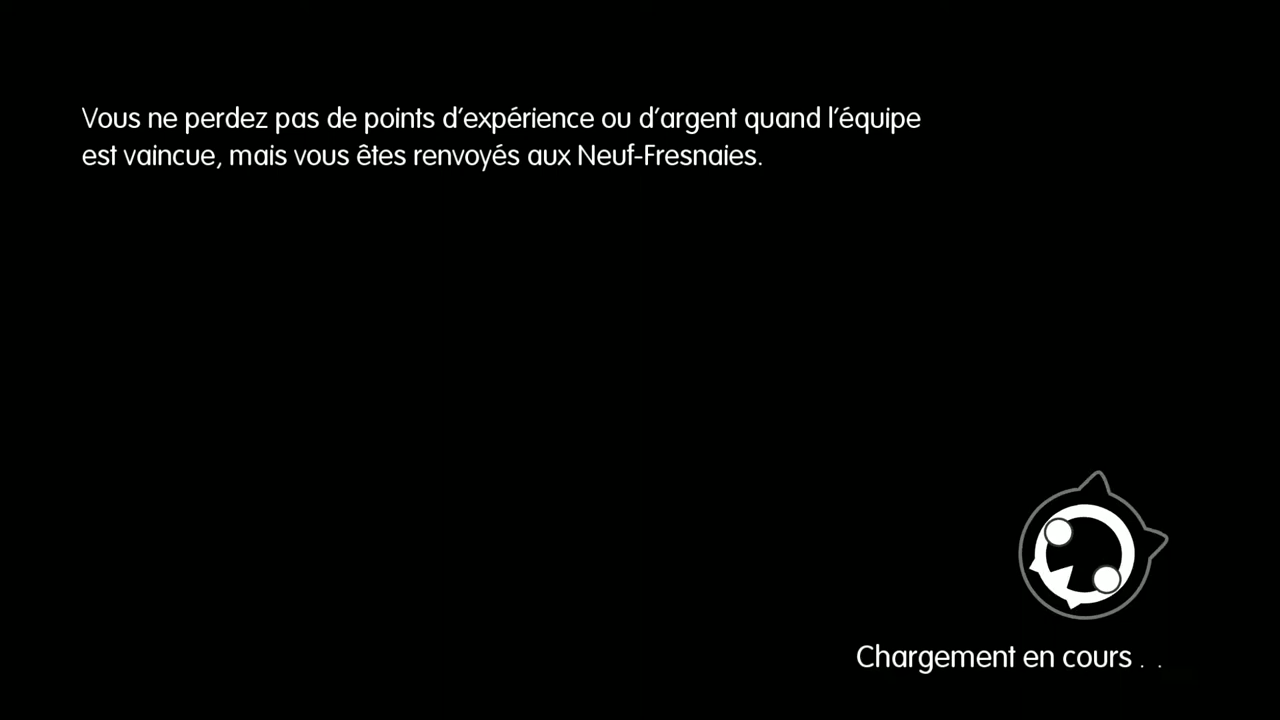 Vous ne perdez pas de points d'expérience ou d'argent quand l'équipe
est vaincue, mais vous êtes renvoyés aux Neuf-Fresnaies.
Chargement en cours . .